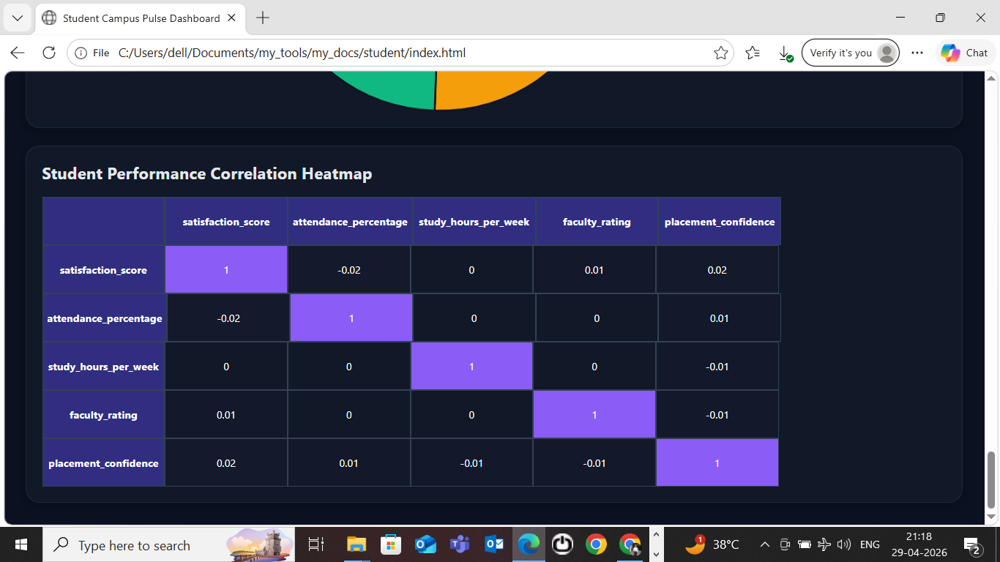 Student Campus Pulse Dashboard
File C:/Users/dell/Documents/my_tools/my_docs/student/index.html
Verify it's you
Chat
Student Performance Correlation Heatmap
satisfaction_score attendance_percentage study_hours_per_week faculty_rating placement_confidence
satisfaction_score 1 -0.02 0 0.01 0.02
attendance_percentage -0.02 1 0 0 0.01
study_hours_per_week 0 0 1 0 -0.01
faculty_rating 0.01 0 0 1 -0.01
placement_confidence 0.02 0.01 -0.01 -0.01 1
Type here to search
1
38°C
ENG
21:18
29-04-2026
2